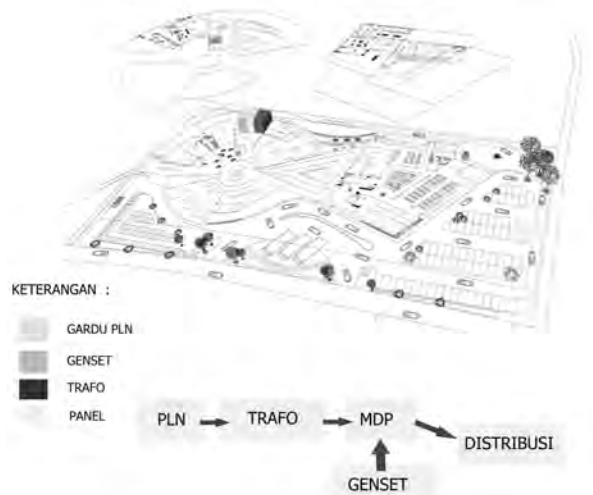 KETERANGAN :
GARDU PLN
GENSET
TRAFO
PANEL
PLN
TRAFO
MDP
DISTRIBUSI
GENSET